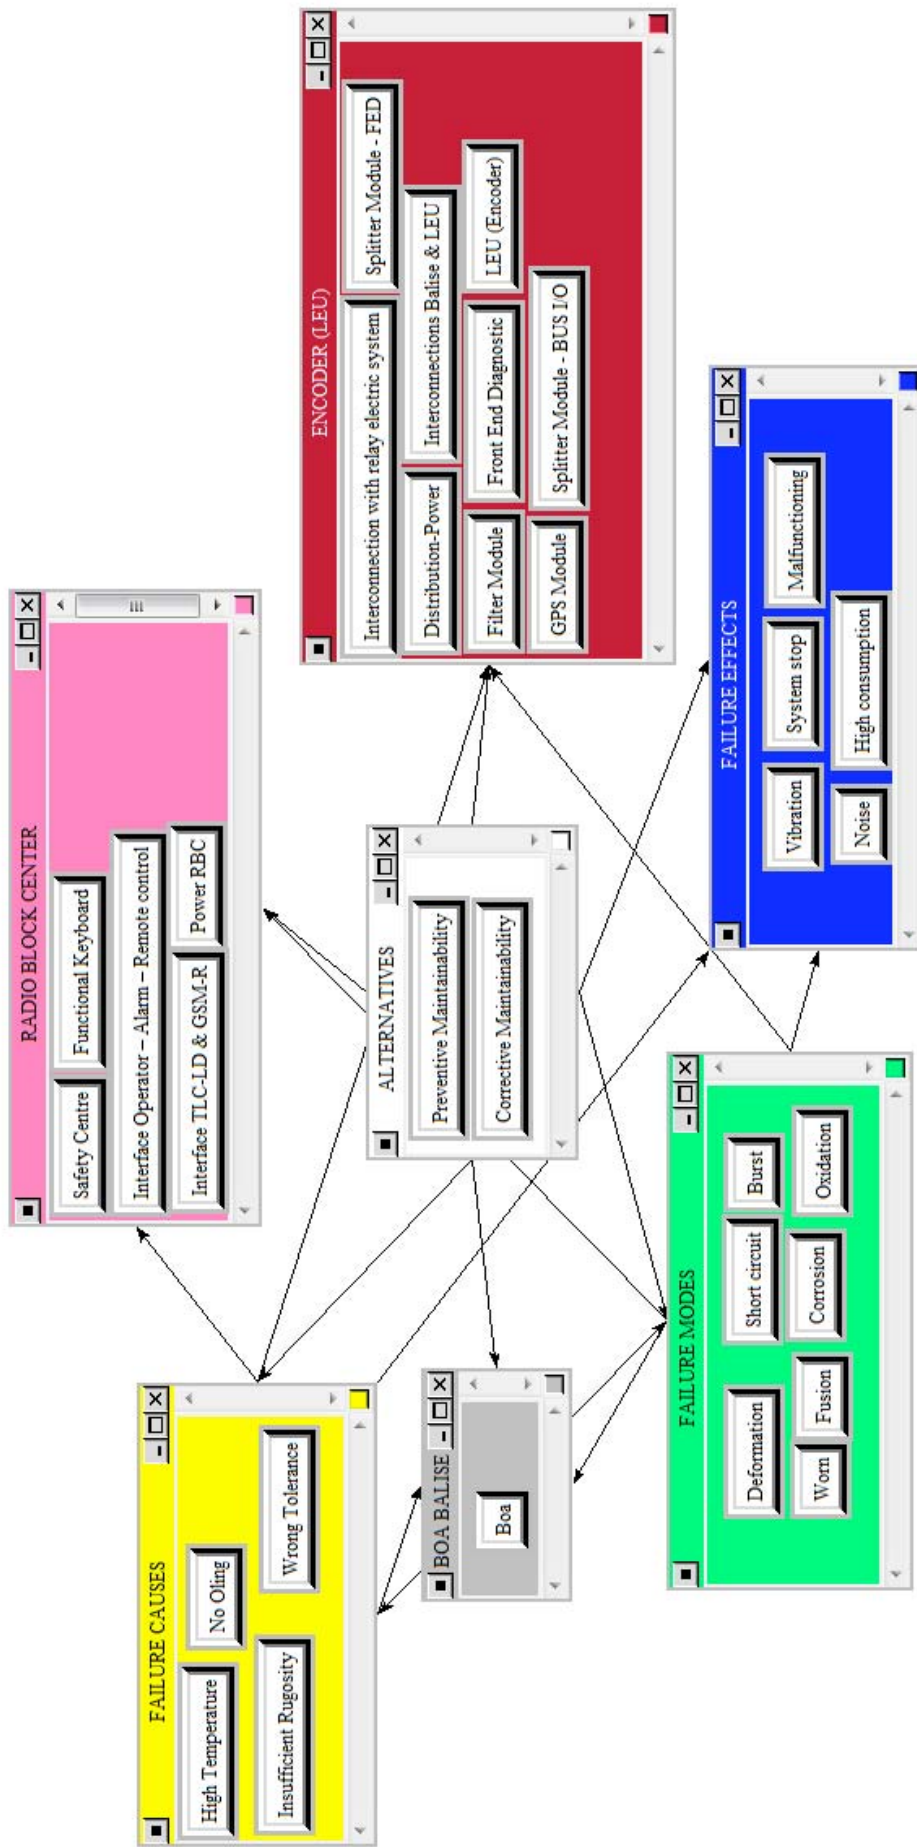 RADIO BLOCK CENTER
Safety Centre
Functional Keyboard
Interface Operator – Alarm – Remote control
Interface TLC-LD & GSM-R
Power RBC
FAILURE CAUSES
High Temperature
No Oling
Insufficient Rugosity
Wrong Tolerance
ENCODER (LEU)
Interconnection with relay electric system
Splitter Module - FED
Distribution-Power
Interconnections Balise & LEU
Filter Module
Front End Diagnostic
LEU (Encoder)
GPS Module
Splitter Module - BUS I/O
ALTERNATIVES
Preventive Maintainability
Corrective Maintainability
BOA BALISE
Boa
FAILURE MODES
Deformation
Short circuit
Burst
Worn
Fusion
Corrosion
Oxidation
FAILURE EFFECTS
Vibration
System stop
Malfunctioning
Noise
High consumption